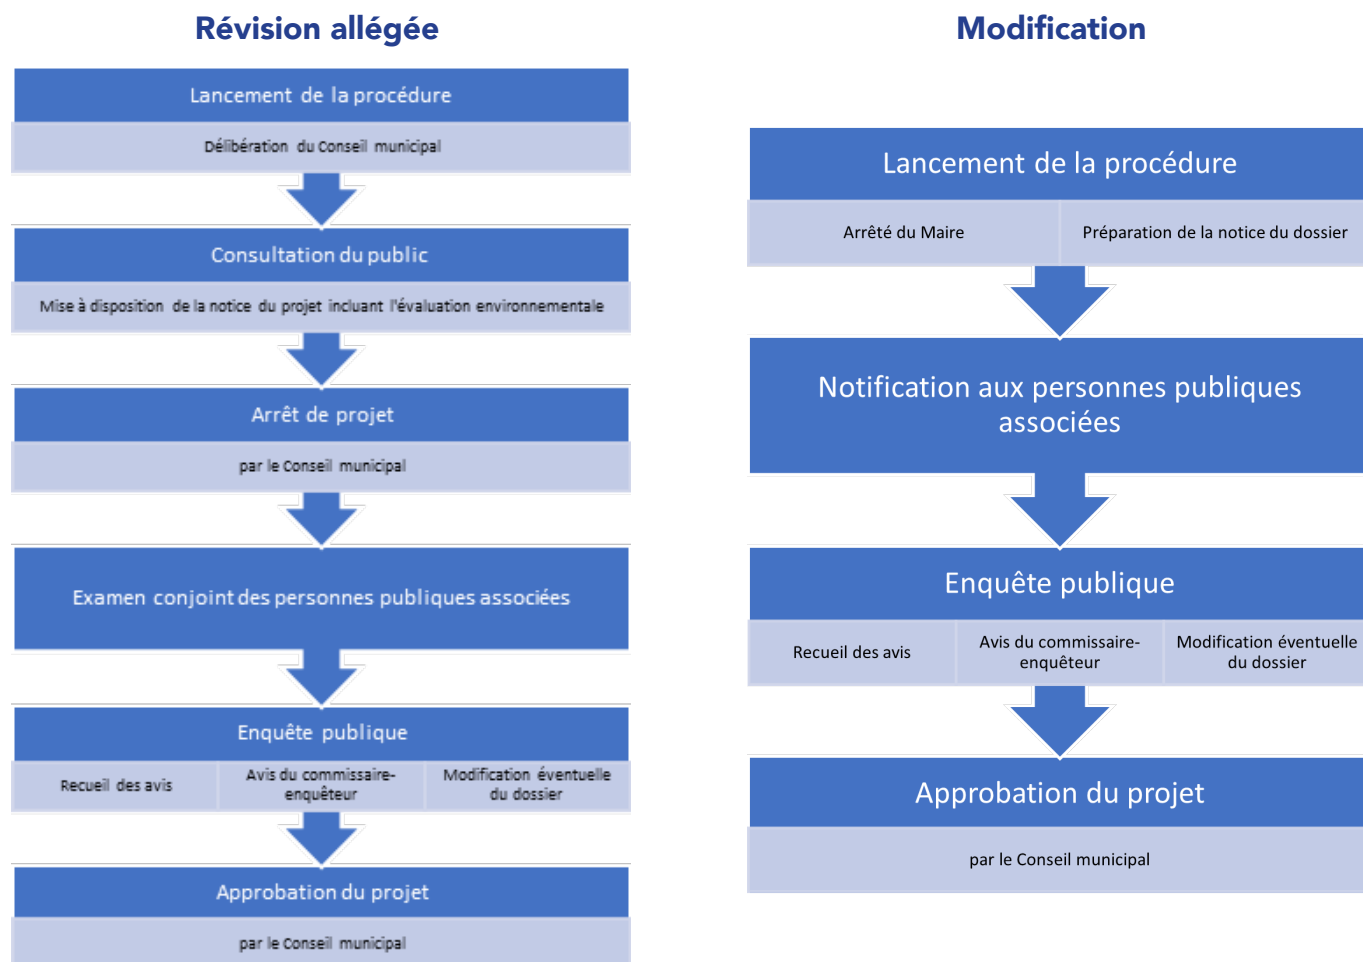 Révision allégée
Lancement de la procédure
Délibération du Conseil municipal
Consultation du public
Mise à disposition de la notice du projet incluant l'évaluation environnementale
Arrêt de projet
par le Conseil municipal
Examen conjoint des personnes publiques associées
Enquête publique
Recueil des avis
Avis du commissaire-
enquêteur
Modification éventuelle
du dossier
Approbation du projet
par le Conseil municipal
Modification
Lancement de la procédure
Arrêté du Maire
Préparation de la notice du dossier
Notification aux personnes publiques
associées
Enquête publique
Recueil des avis
Avis du commissaire-
enquêteur
Modification éventuelle
du dossier
Approbation du projet
par le Conseil municipal